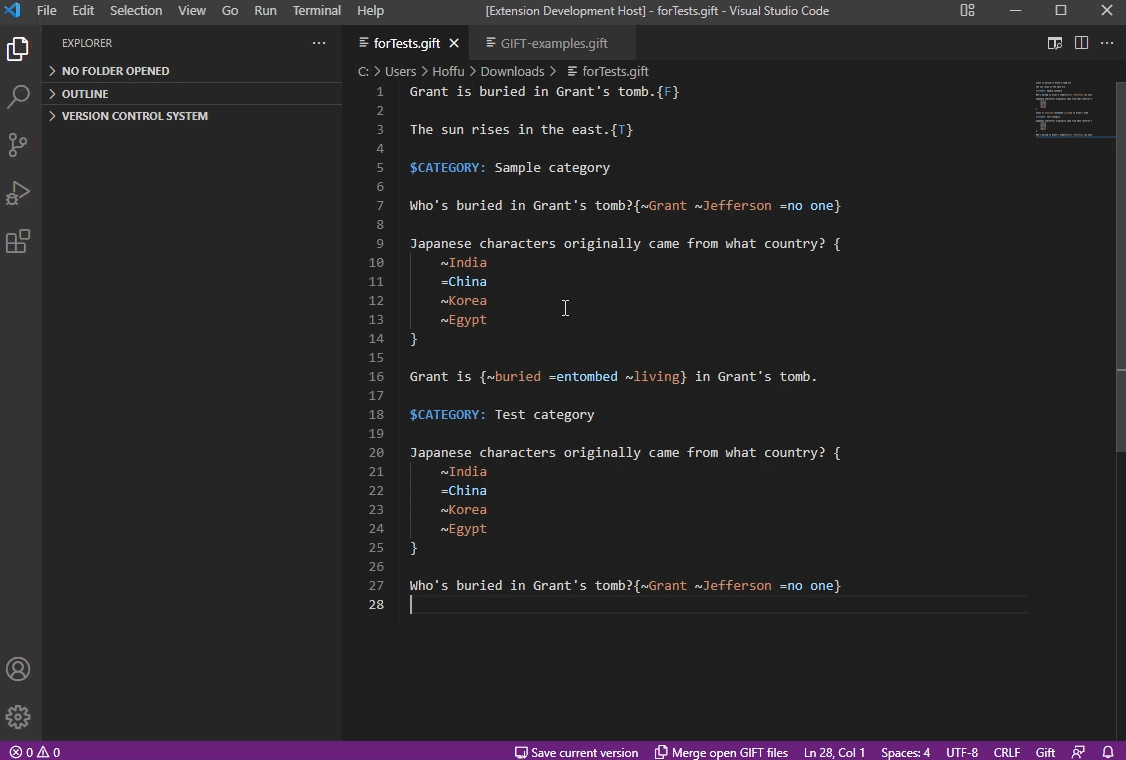 File Edit Selection View Go Run Terminal Help [Extension Development Host] - forTests.gift - Visual Studio Code
EXPLORER
NO FOLDER OPENED
OUTLINE
VERSION CONTROL SYSTEM
forTests.gift GIFT-examples.gift
C: > Users > Hoffu > Downloads > forTests.gift
1 Grant is buried in Grant's tomb.{F}
2
3 The sun rises in the east.{T}
4
5 $CATEGORY: Sample category
6
7 Who's buried in Grant's tomb?{~Grant ~Jefferson =no one}
8
9 Japanese characters originally came from what country? {
10 ~India
11 =China
12 ~Korea
13 ~Egypt
14 }
15
16 Grant is {~buried =entombed ~living} in Grant's tomb.
17
18 $CATEGORY: Test category
19
20 Japanese characters originally came from what country? {
21 ~India
22 =China
23 ~Korea
24 ~Egypt
25 }
26
27 Who's buried in Grant's tomb?{~Grant ~Jefferson =no one}
28
0 0 Save current version Merge open GIFT files Ln 28, Col 1 Spaces: 4 UTF-8 CRLF Gift